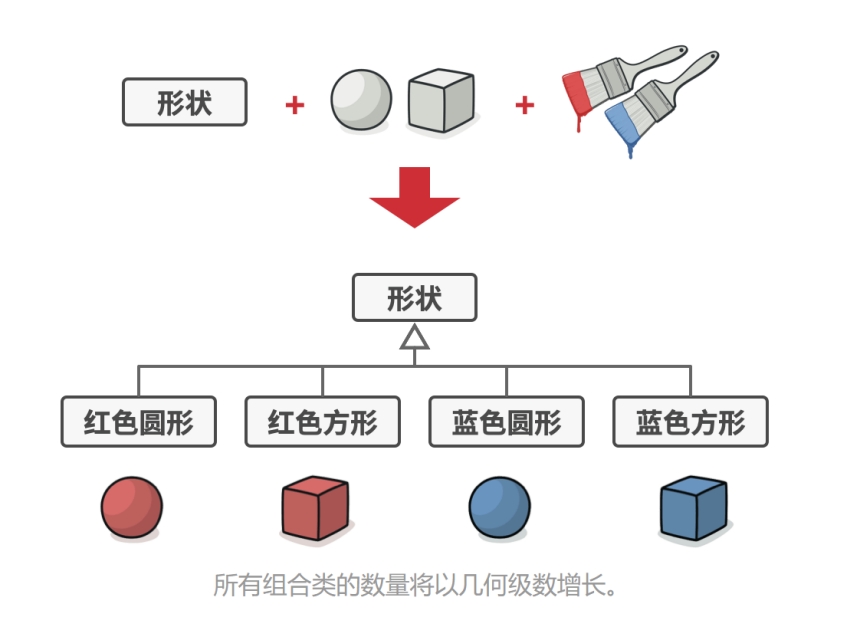 形状
形状
红色圆形
红色方形
蓝色圆形
蓝色方形
所有组合类的数量将以几何级数增长。